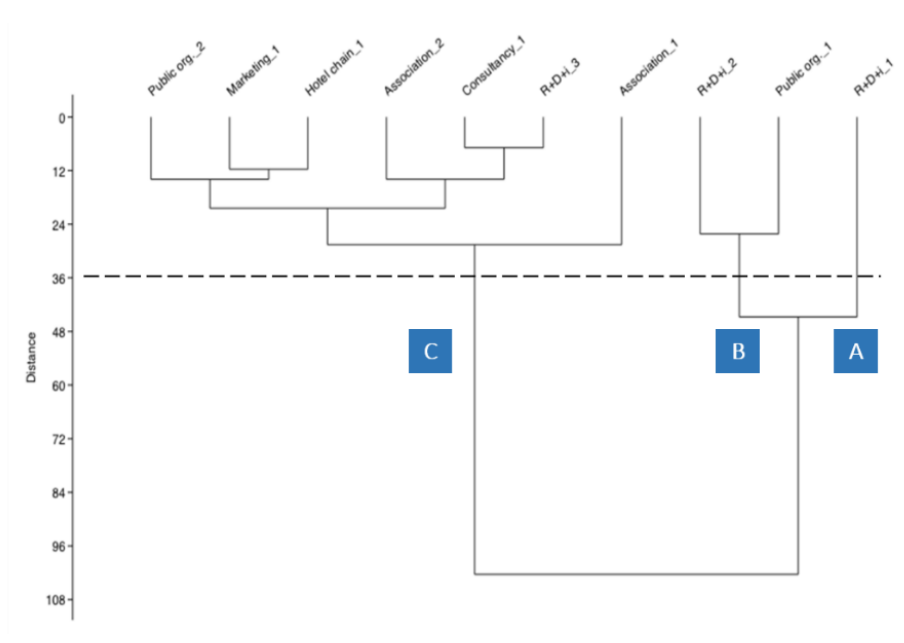 Public org._2
Marketing_1
Hotel chain_1
Association_2
Consultancy_1
R+D+i_3
Association_1
R+D+i_2
Public org._1
R+D+i_1
0
12
24
36
48
60
72
84
96
108
Distance
C
B
A